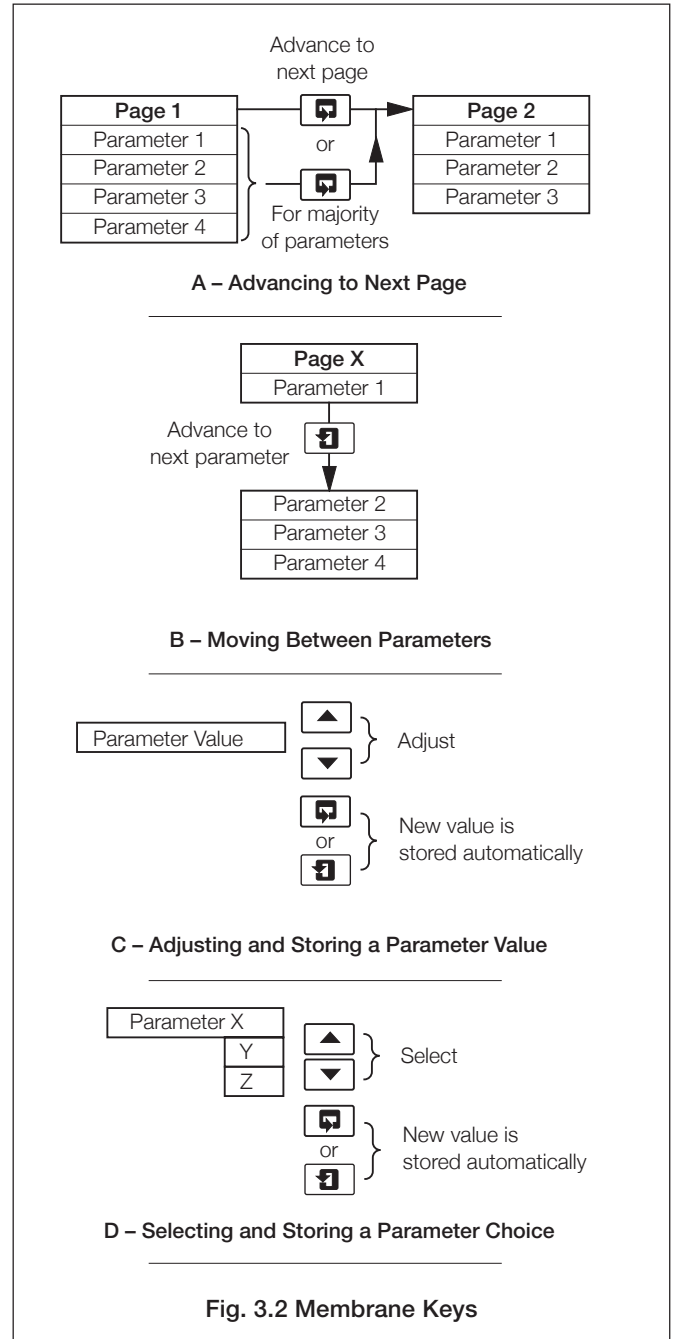 Advance to
next page
Page 1
Parameter 1
Parameter 2
Parameter 3
Parameter 4
or
For majority
of parameters
Page 2
Parameter 1
Parameter 2
Parameter 3
A – Advancing to Next Page
Page X
Parameter 1
Advance to
next parameter
Parameter 2
Parameter 3
Parameter 4
B – Moving Between Parameters
Parameter Value
Adjust
or
New value is
stored automatically
C – Adjusting and Storing a Parameter Value
Parameter X
Y
Z
Select
or
New value is
stored automatically
D – Selecting and Storing a Parameter Choice
Fig. 3.2 Membrane Keys